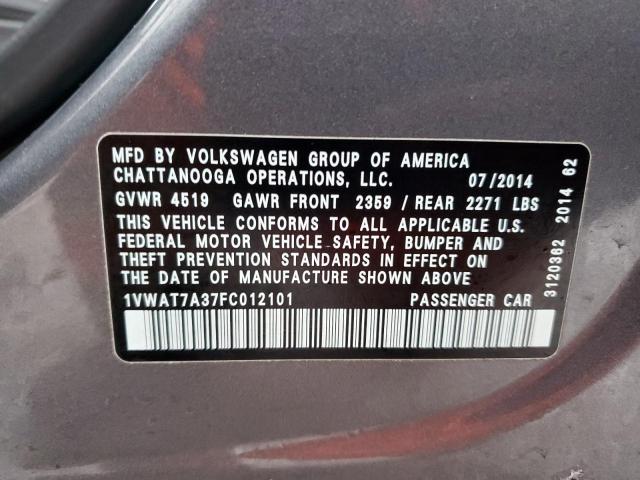 MFD BY VOLKSWAGEN GROUP OF AMERICA
CHATTANOOGA OPERATIONS, LLC. 07/2014
GVWR 4519 GAWR FRONT 2359 / REAR 2271 LBS
THIS VEHICLE CONFORMS TO ALL APPLICABLE U.S.
FEDERAL MOTOR VEHICLE SAFETY, BUMPER AND
THEFT PREVENTION STANDARDS IN EFFECT ON
THE DATE OF MANUFACTURE SHOWN ABOVE
1VWAT7A37FC012101 PASSENGER CAR
3120362 2014 62